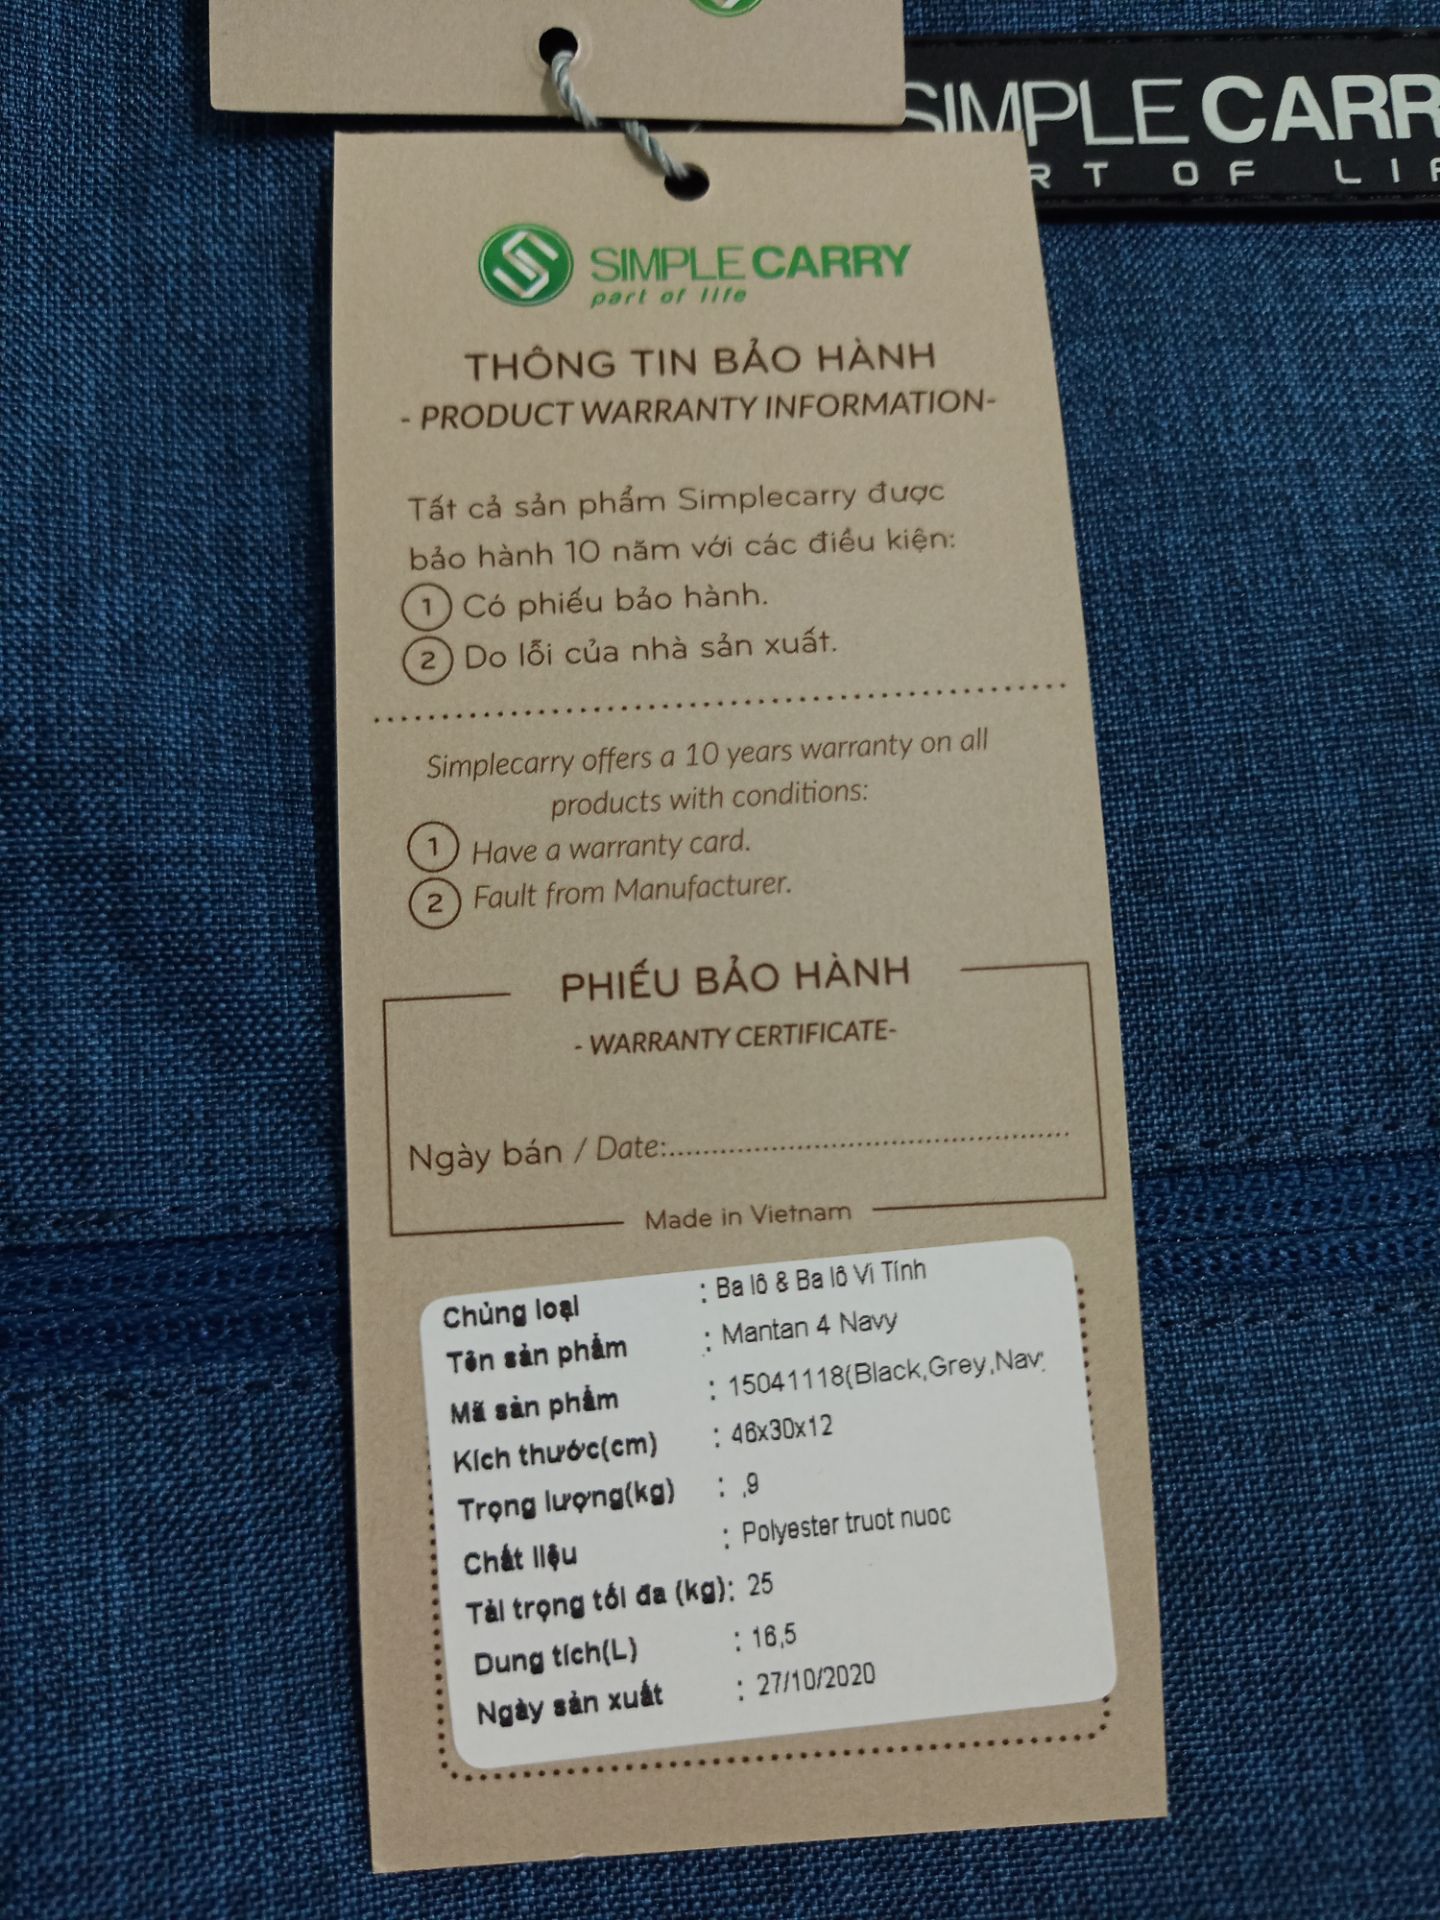 SIMPLE CARR
RT OF LIF
SIMPLECARRY
part of life
THÔNG TIN BẢO HÀNH
- PRODUCT WARRANTY INFORMATION-
Tất cả sản phẩm Simplecarry được
bảo hành 10 năm với các điều kiện:
1 Có phiếu bảo hành.
2 Do lỗi của nhà sản xuất.
Simplecarry offers a 10 years warranty on all
products with conditions:
1 Have a warranty card.
2 Fault from Manufacturer.
PHIẾU BẢO HÀNH
- WARRANTY CERTIFICATE-
Ngày bán / Date:
Made in Vietnam
Chủng loại : Ba lô & Ba lô Vi Tính
Tên sản phẩm : Mantan 4 Navy
Mã sản phẩm : 15041118(Black,Grey,Nav
Kích thước(cm) : 46x30x12
Trọng lượng(kg) : ,9
Chất liệu : Polyester truot nuoc
Tải trọng tối đa (kg): 25
Dung tích(L) : 16,5
Ngày sản xuất : 27/10/2020